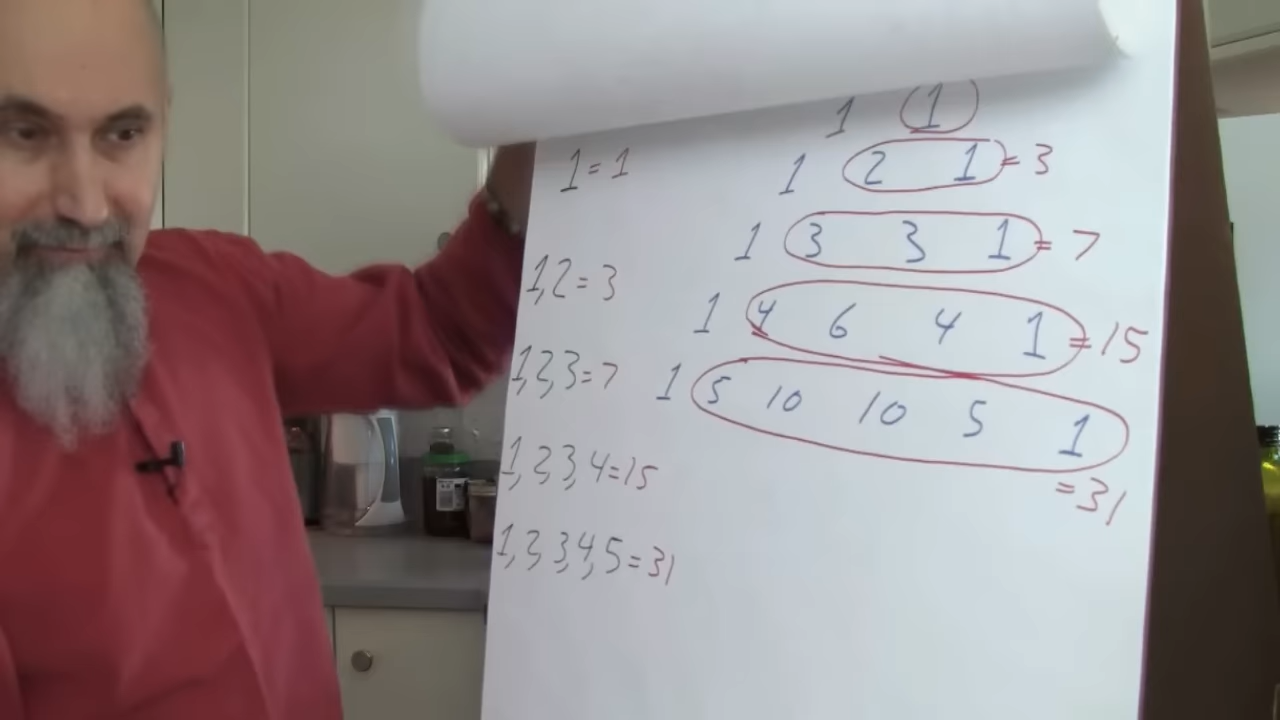 1 = 1
1,2 = 3
1,2,3 = 7
1,2,3,4 = 15
1,2,3,4,5 = 31
1 1
1 2 1 = 3
1 3 3 1 = 7
1 4 6 4 1 = 15
1 5 10 10 5 1
= 31